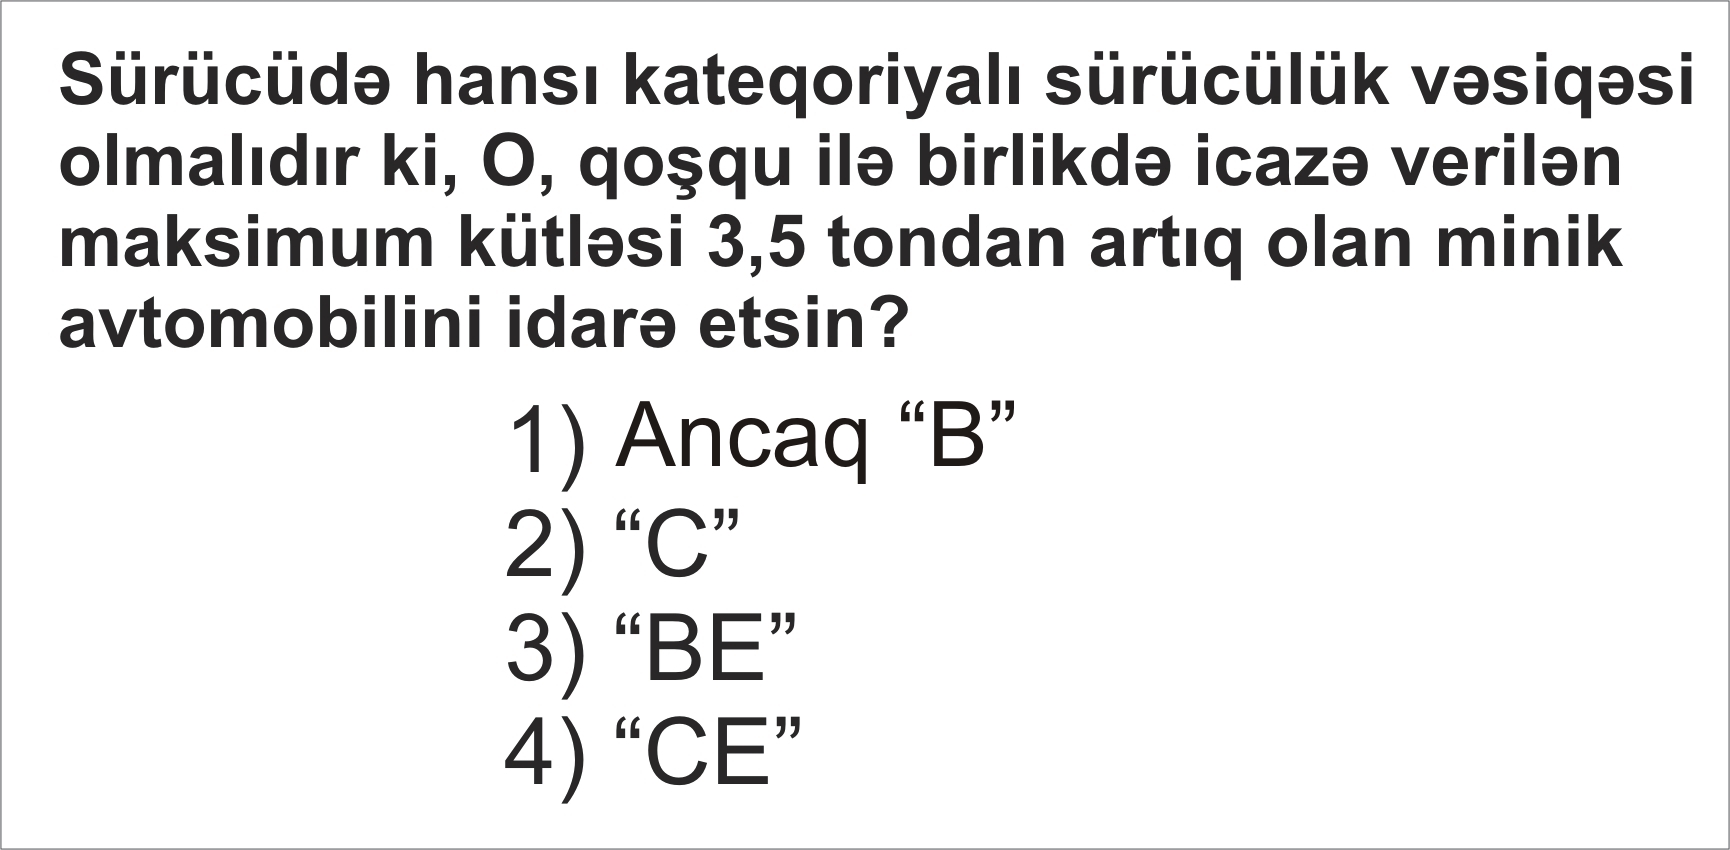 Sürücüdə hansı kateqoriyalı sürücülük vəsiqəsi
olmalıdır ki, O, qoşqu ilə birlikdə icazə verilən
maksimum kütləsi 3,5 tondan artıq olan minik
avtomobilini idarə etsin?
1) Ancaq “B”
2) “C”
3) “BE”
4) “CE”